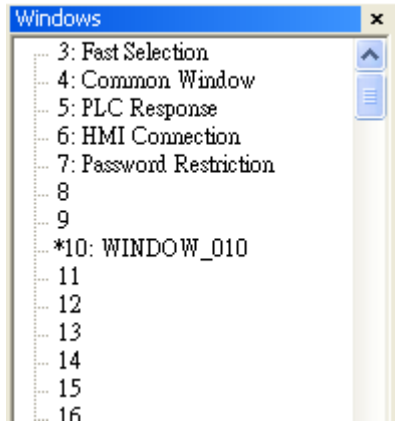 Windows
3: Fast Selection
4: Common Window
5: PLC Response
6: HMI Connection
7: Password Restriction
8
9
*10: WINDOW_010
11
12
13
14
15
16